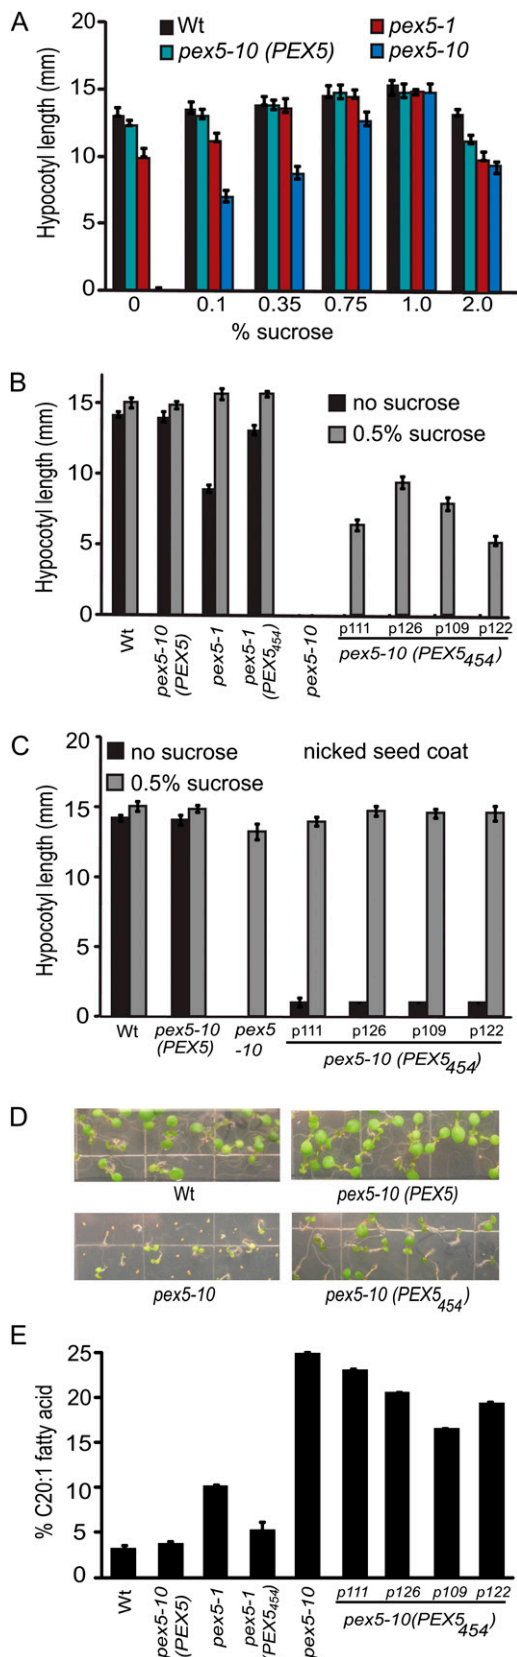 A
Wt
pex5-1
pex5-10 (PEX5)
pex5-10
Hypocotyl length (mm)
20
15
10
5
0
0 0.1 0.35 0.75 1.0 2.0
% sucrose
B
Hypocotyl length (mm)
15
10
5
0
no sucrose
0.5% sucrose
Wt
pex5-10 (PEX5)
pex5-1
pex5-1 (PEX5454)
pex5-10
p111 p126 p109 p122
pex5-10 (PEX5454)
C
Hypocotyl length (mm)
20
15
10
5
0
no sucrose
0.5% sucrose
nicked seed coat
Wt
pex5-10 (PEX5)
pex5 -10
p111 p126 p109 p122
pex5-10 (PEX5454)
D
Wt
pex5-10 (PEX5)
pex5-10
pex5-10 (PEX5454)
E
% C20:1 fatty acid
25
20
15
10
5
0
Wt
pex5-10 (PEX5)
pex5-1
pex5-1 (PEX5454)
pex5-10
p111 p126 p109 p122
pex5-10(PEX5454)